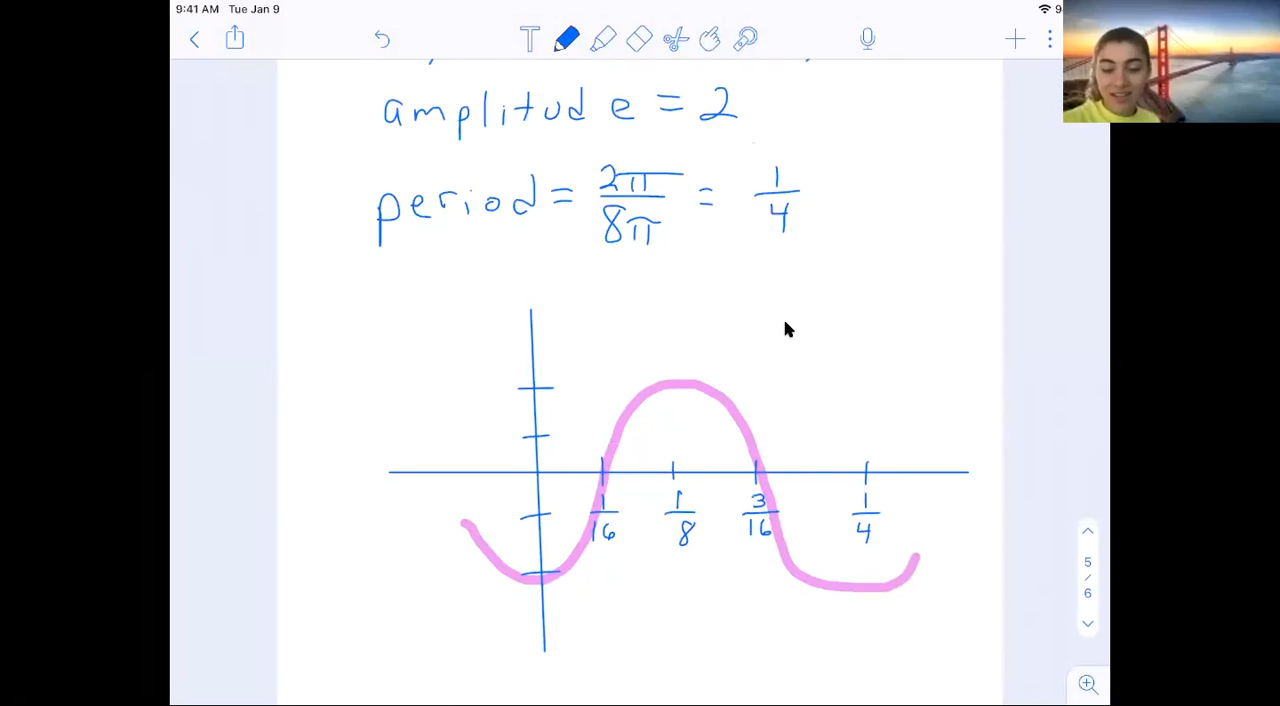 9:41 AM Tue Jan 9
9
T
amplitude = 2
period = 2π/8π = 1/4
1/16 1/8 3/16 1/4
5
/
6